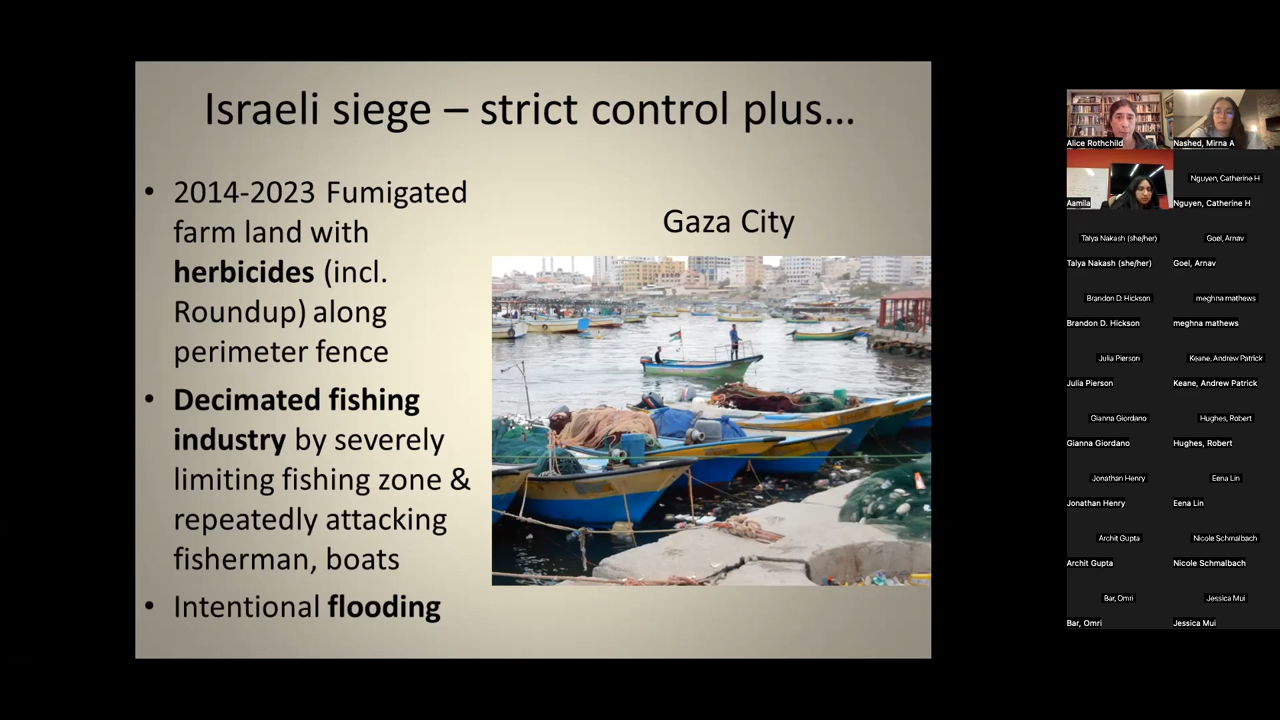 Israeli siege – strict control plus…
• 2014-2023 Fumigated
farm land with
herbicides (incl.
Roundup) along
perimeter fence
• Decimated fishing
industry by severely
limiting fishing zone &
repeatedly attacking
fisherman, boats
• Intentional flooding
Gaza City
Alice Rothchild
Nashed, Mirna A
Aamila
Nguyen, Catherine H
Nguyen, Catherine H
Talya Nakash (she/her)
Goel, Arnav
Talya Nakash (she/her)
Goel, Arnav
Brandon D. Hickson
meghna mathews
Brandon D. Hickson
meghna mathews
Julia Pierson
Keane, Andrew Patrick
Julia Pierson
Keane, Andrew Patrick
Gianna Giordano
Hughes, Robert
Gianna Giordano
Hughes, Robert
Jonathan Henry
Eena Lin
Jonathan Henry
Eena Lin
Archit Gupta
Nicole Schmalbach
Archit Gupta
Nicole Schmalbach
Bar, Omri
Jessica Mui
Bar, Omri
Jessica Mui